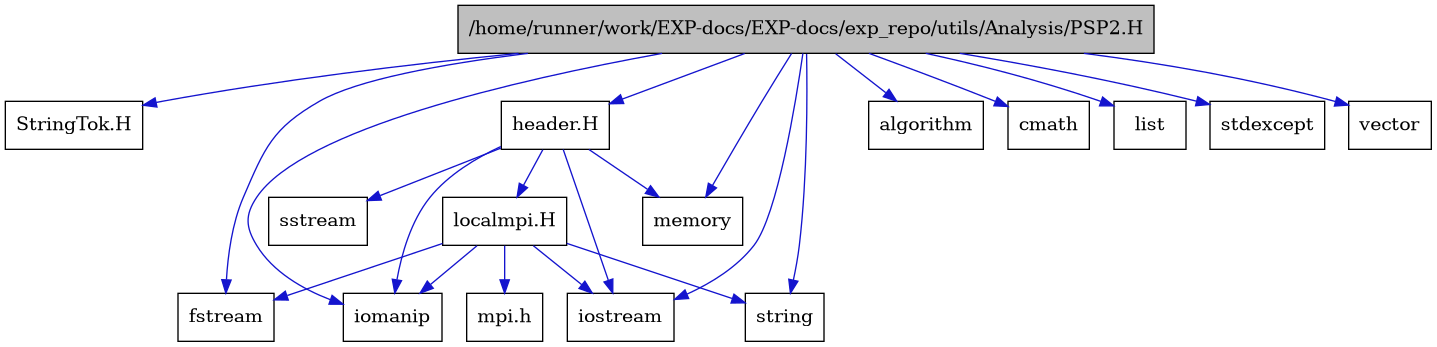 /home/runner/work/EXP-docs/EXP-docs/exp_repo/utils/Analysis/PSP2.H
StringTok.H
header.H
algorithm
cmath
list
stdexcept
vector
sstream
localmpi.H
memory
fstream
iomanip
mpi.h
iostream
string